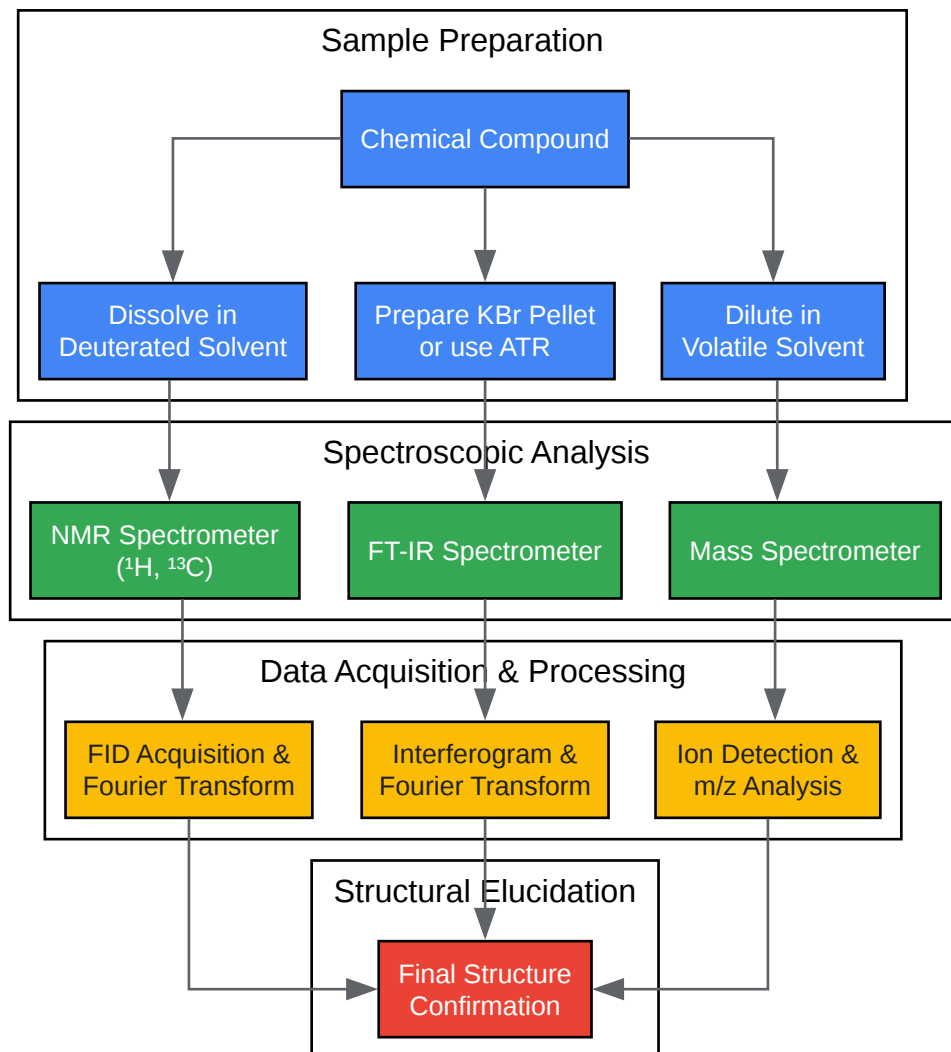 Sample Preparation
Chemical Compound
Dissolve in
Deuterated Solvent
Prepare KBr Pellet
or use ATR
Dilute in
Volatile Solvent
Spectroscopic Analysis
NMR Spectrometer
(¹H, ¹³C)
FT-IR Spectrometer
Mass Spectrometer
Data Acquisition & Processing
FID Acquisition &
Fourier Transform
Interferogram &
Fourier Transform
Ion Detection &
m/z Analysis
Structural Elucidation
Final Structure
Confirmation